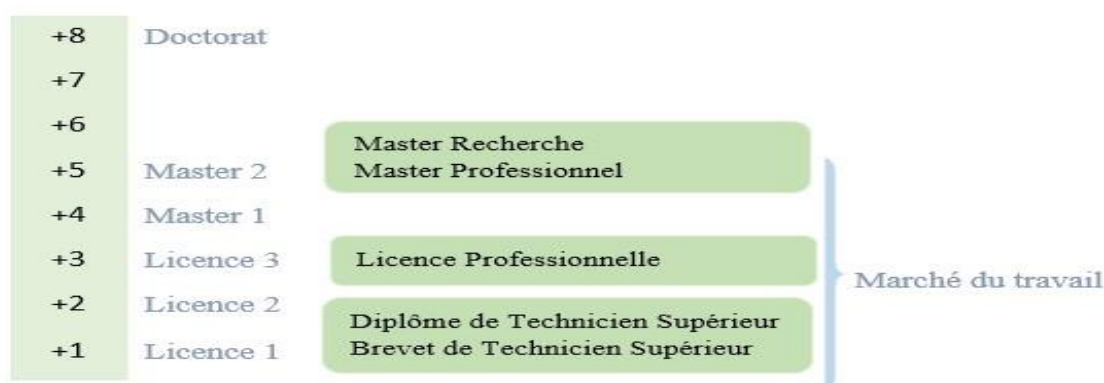 +8 Doctorat
+7
+6
Master Recherche
+5 Master 2 Master Professionnel
+4 Master 1
+3 Licence 3 Licence Professionnelle
Marché du travail
+2 Licence 2
Diplôme de Technicien Supérieur
+1 Licence 1 Brevet de Technicien Supérieur